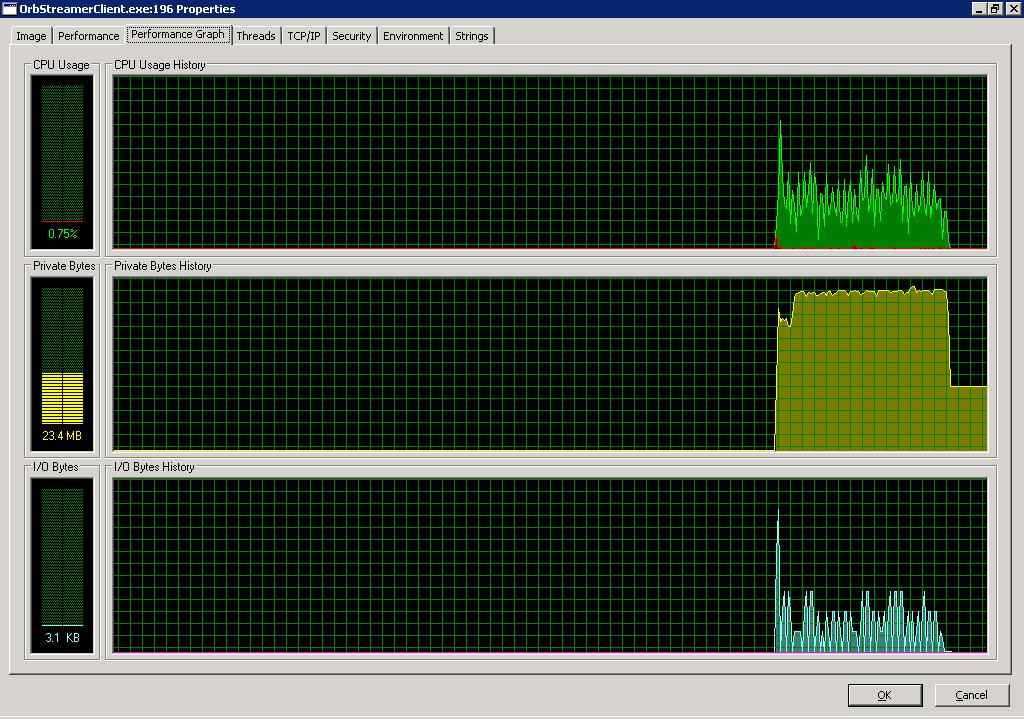 OrbStreamerClient.exe:196 Properties
Image Performance Performance Graph Threads TCP/IP Security Environment Strings
CPU Usage CPU Usage History
0.75%
Private Bytes Private Bytes History
23.4 MB
I/O Bytes I/O Bytes History
3.1 KB
OK Cancel